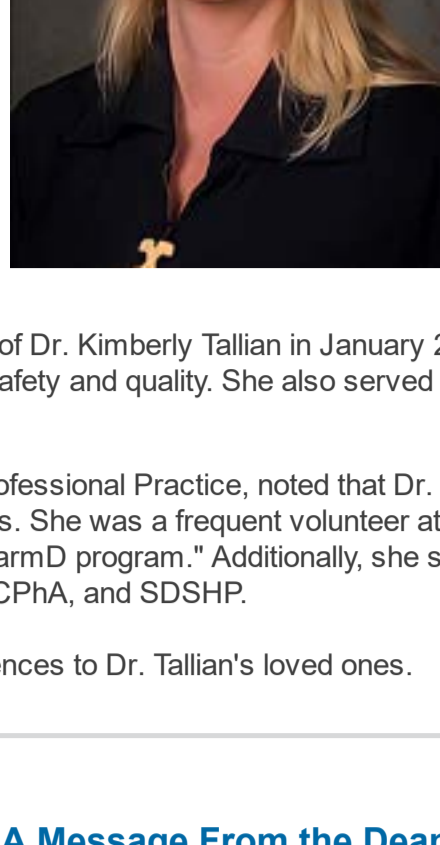 of Dr. Kimberly Tallian in January
afety and quality. She also served
ofessional Practice, noted that Dr.
s. She was a frequent volunteer at
armD program." Additionally, she s
CPhA, and SDSHP.
ences to Dr. Tallian's loved ones.
A Message From the Dean